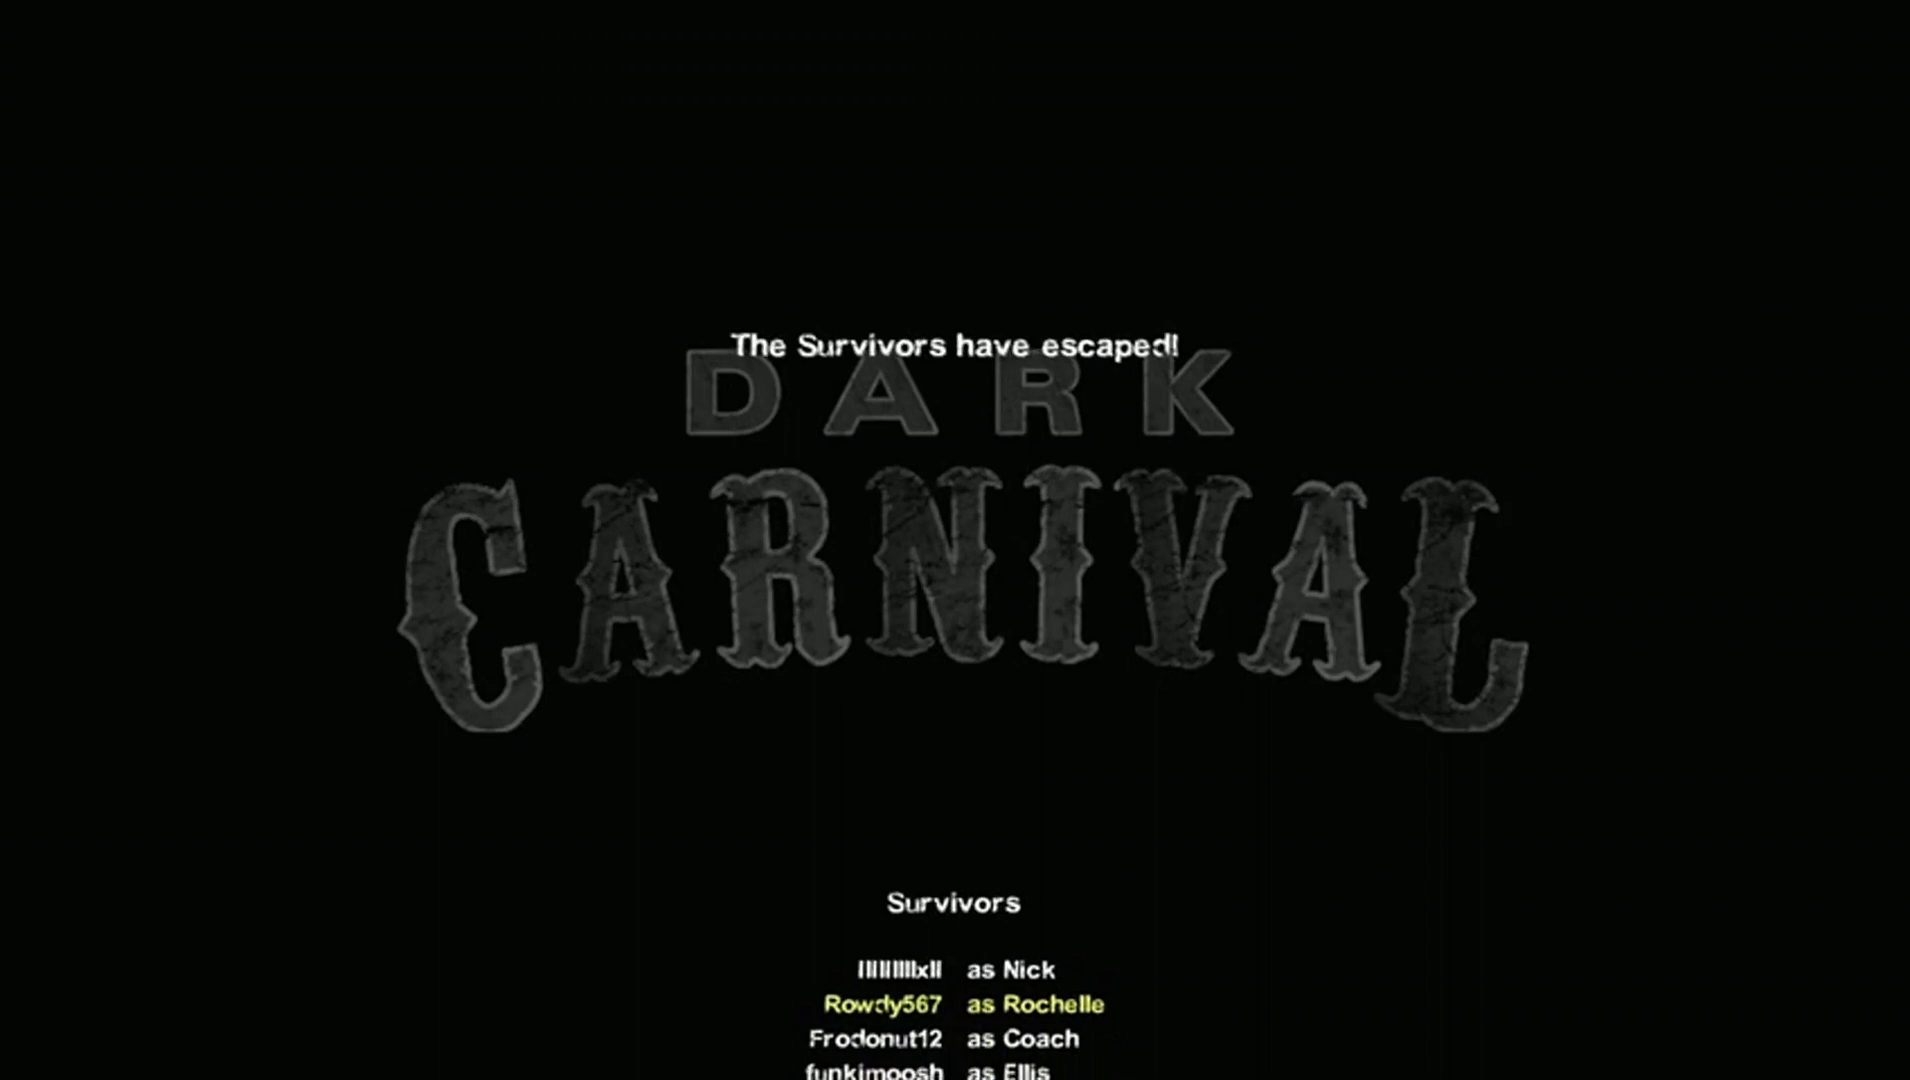 The Survivors have escaped!
DARK
CARNIVAL
Survivors
as Nick
Rowdy567 as Rochelle
Frodonut12 as Coach
funkimoosh as Ellis